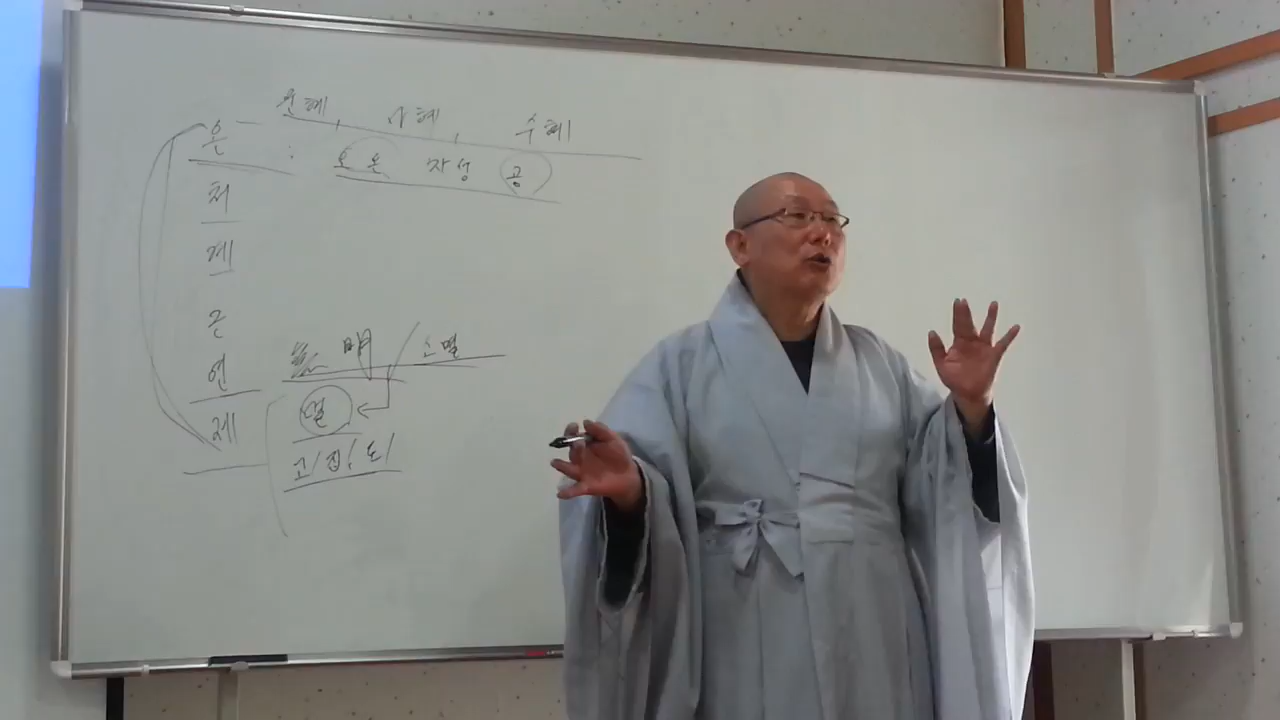 문혜, 사혜, 수혜
온
: 오온 자성 공
처
계
근
연
明 / 소멸
제
멸
고/집/도/